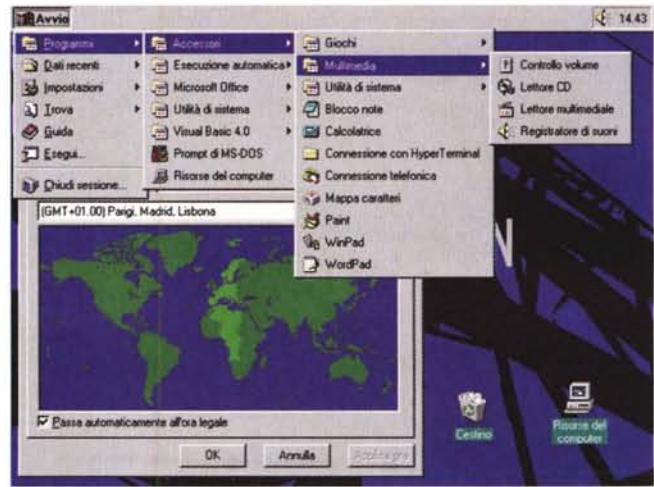 Avvio
14.43
Programmi
Dati recenti
Impostazioni
Trova
Guida
Esegui...
Chiudi sessione...
Accessori
Esecuzione automatica
Microsoft Office
Utilità di sistema
Visual Basic 4.0
Prompt di MS-DOS
Risorse del computer
Giochi
Multimedia
Utilità di sistema
Blocco note
Calcolatrice
Connessione con HyperTerminal
Connessione telefonica
Mappa caratteri
Paint
WinPad
WordPad
Controllo volume
Lettore CD
Lettore multimediale
Registratore di suoni
(GMT+01.00) Parigi, Madrid, Lisbona
Passa automaticamente all'ora legale
OK
Annulla
Cestino
Risorse del
computer